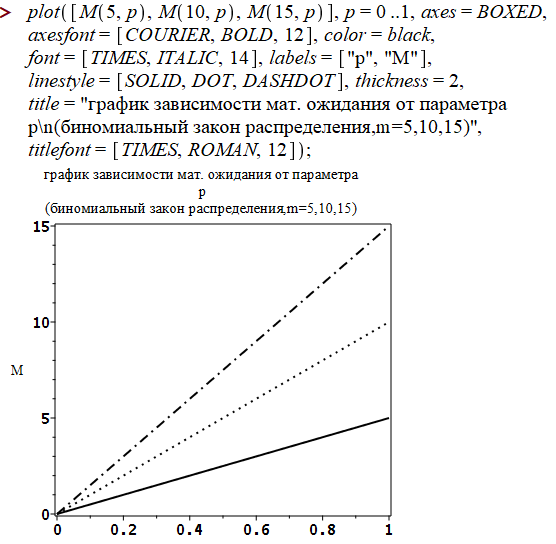 > plot([M(5, p), M(10, p), M(15, p)], p = 0 ..1, axes = BOXED,
axesfont = [COURIER, BOLD, 12], color = black,
font = [TIMES, ITALIC, 14], labels = ["p", "M"],
linestyle = [SOLID, DOT, DASHDOT], thickness = 2,
title = "график зависимости мат. ожидания от параметра
p\n(биномиальный закон распределения,m=5,10,15)",
titlefont = [TIMES, ROMAN, 12]);
график зависимости мат. ожидания от параметра
p
(биномиальный закон распределения,m=5,10,15)
15
10
M
5
0
0 0.2 0.4 0.6 0.8 1